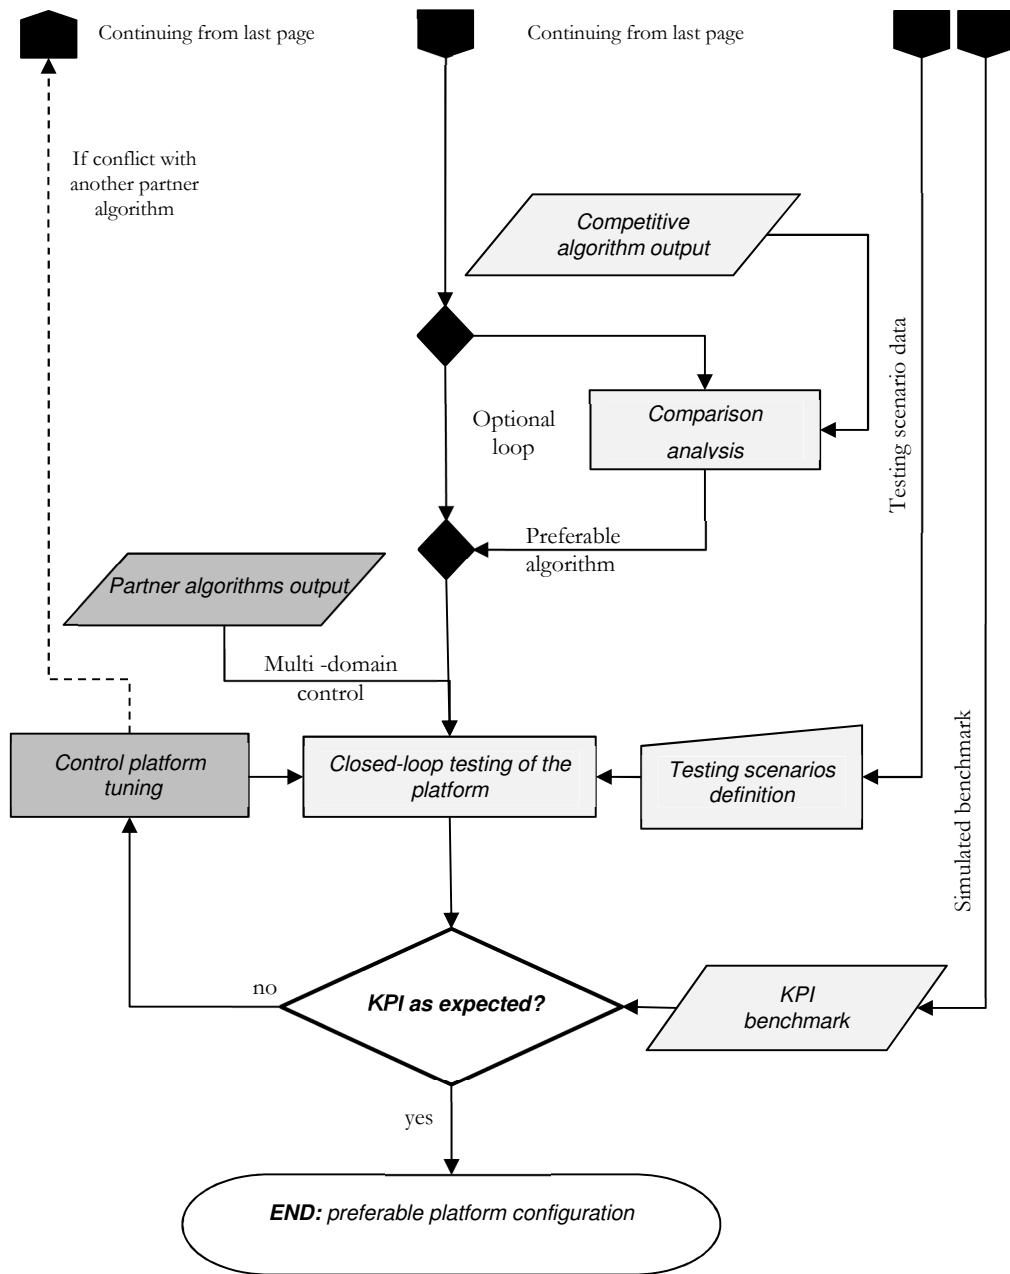 Continuing from last page
Continuing from last page
If conflict with
another partner
algorithm
Competitive
algorithm output
Testing scenario data
Optional
loop
Comparison
analysis
Preferable
algorithm
Partner algorithms output
Multi -domain
control
Control platform
tuning
Closed-loop testing of the
platform
Testing scenarios
definition
Simulated benchmark
no
KPI as expected?
KPI
benchmark
yes
END: preferable platform configuration